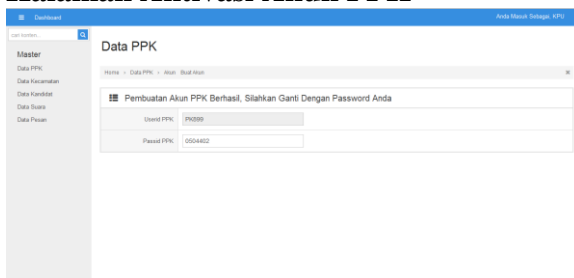 Dashboard
Anda Masuk Sebagai, KPU
cari konten..
Master
Data PPK
Data Kecamatan
Data Kandidat
Data Suara
Data Pesan
Data PPK
Home > Data PPK > Akun Buat Akun
Pembuatan Akun PPK Berhasil, Silahkan Ganti Dengan Password Anda
Userid PPK
Passid PPK
0504402